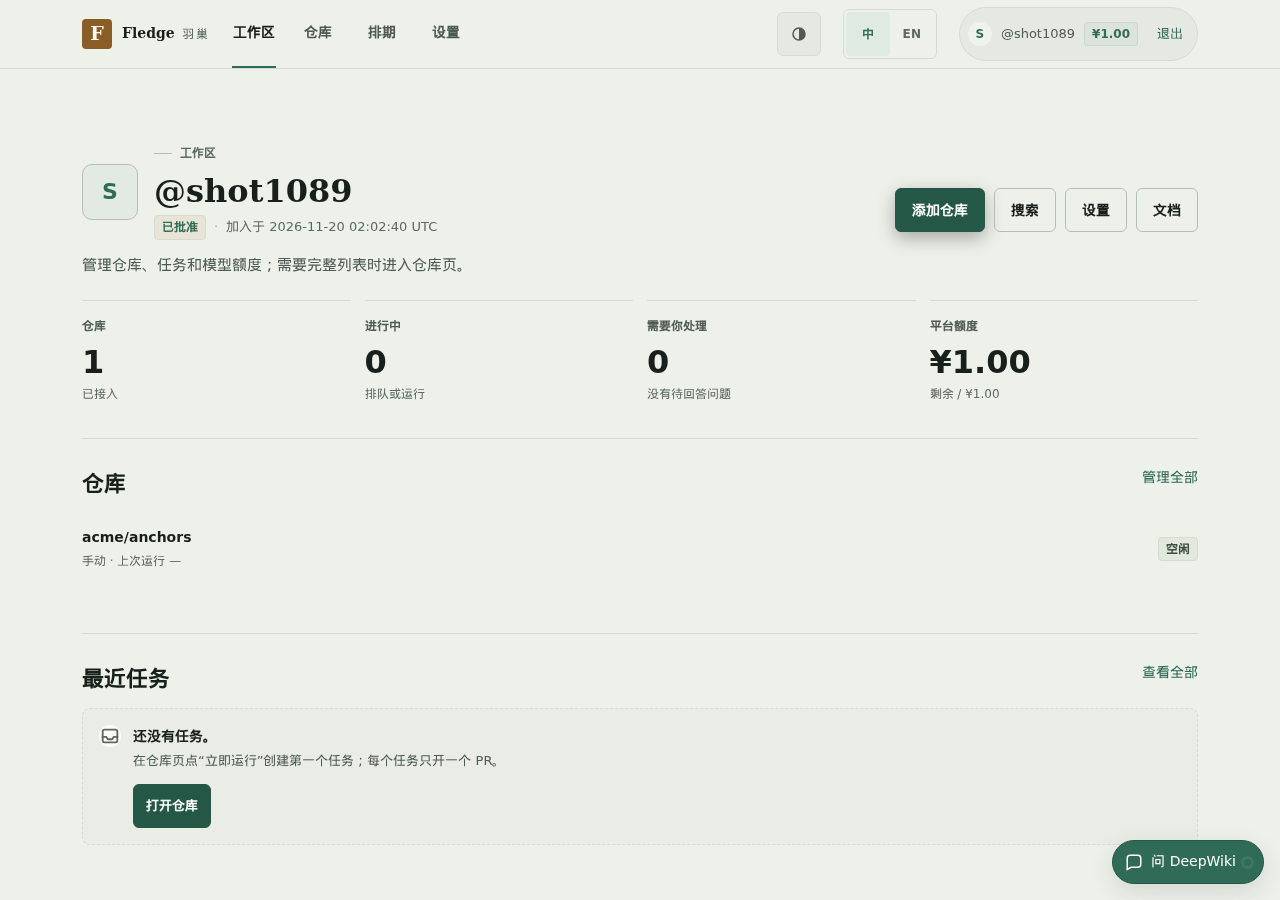 F Fledge 羽巢 工作区 仓库 排期 设置 中 EN S @shot1089 ¥1.00 退出
工作区
S
@shot1089
已批准 · 加入于 2026-11-20 02:02:40 UTC
添加仓库 搜索 设置 文档
管理仓库、任务和模型额度；需要完整列表时进入仓库页。
仓库 进行中 需要你处理 平台额度
1 0 0 ¥1.00
已接入 排队或运行 没有待回答问题 剩余 / ¥1.00
仓库 管理全部
acme/anchors
手动 · 上次运行 — 空闲
最近任务 查看全部
还没有任务。
在仓库页点“立即运行”创建第一个任务；每个任务只开一个 PR。
打开仓库
问 DeepWiki